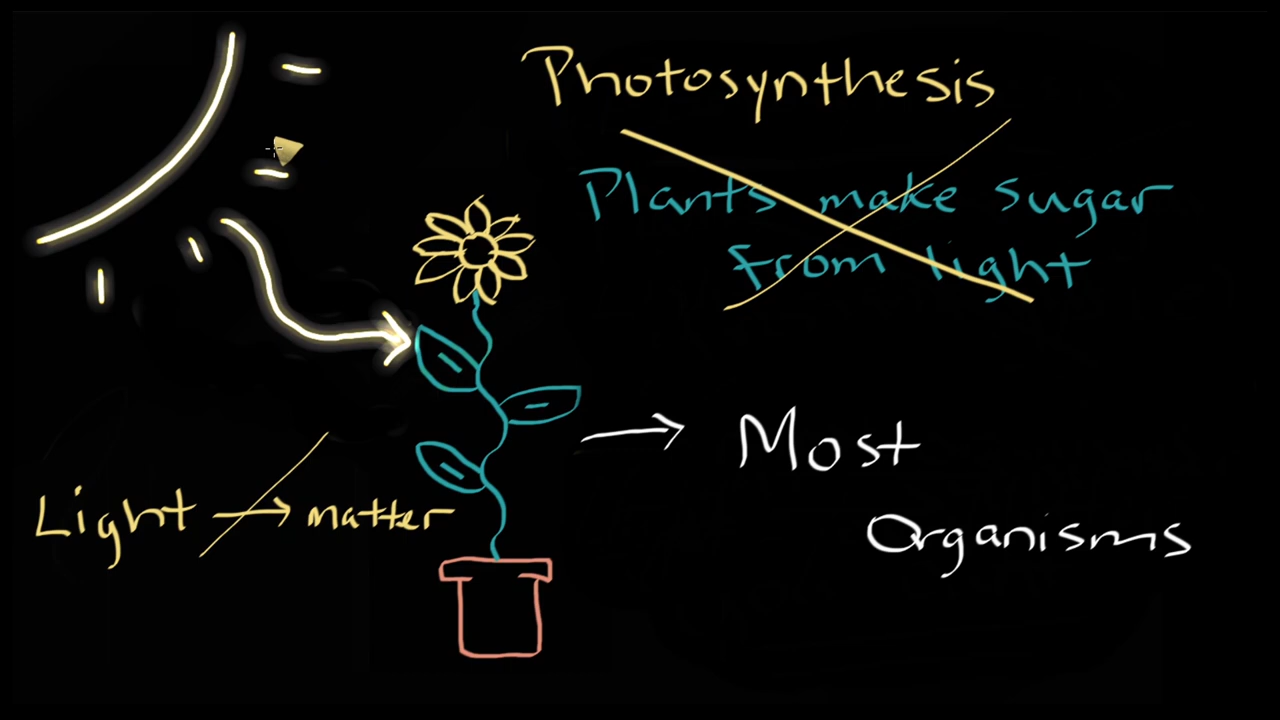 Photosynthesis
Plants make sugar
from light
Light → matter
→ Most
Organisms